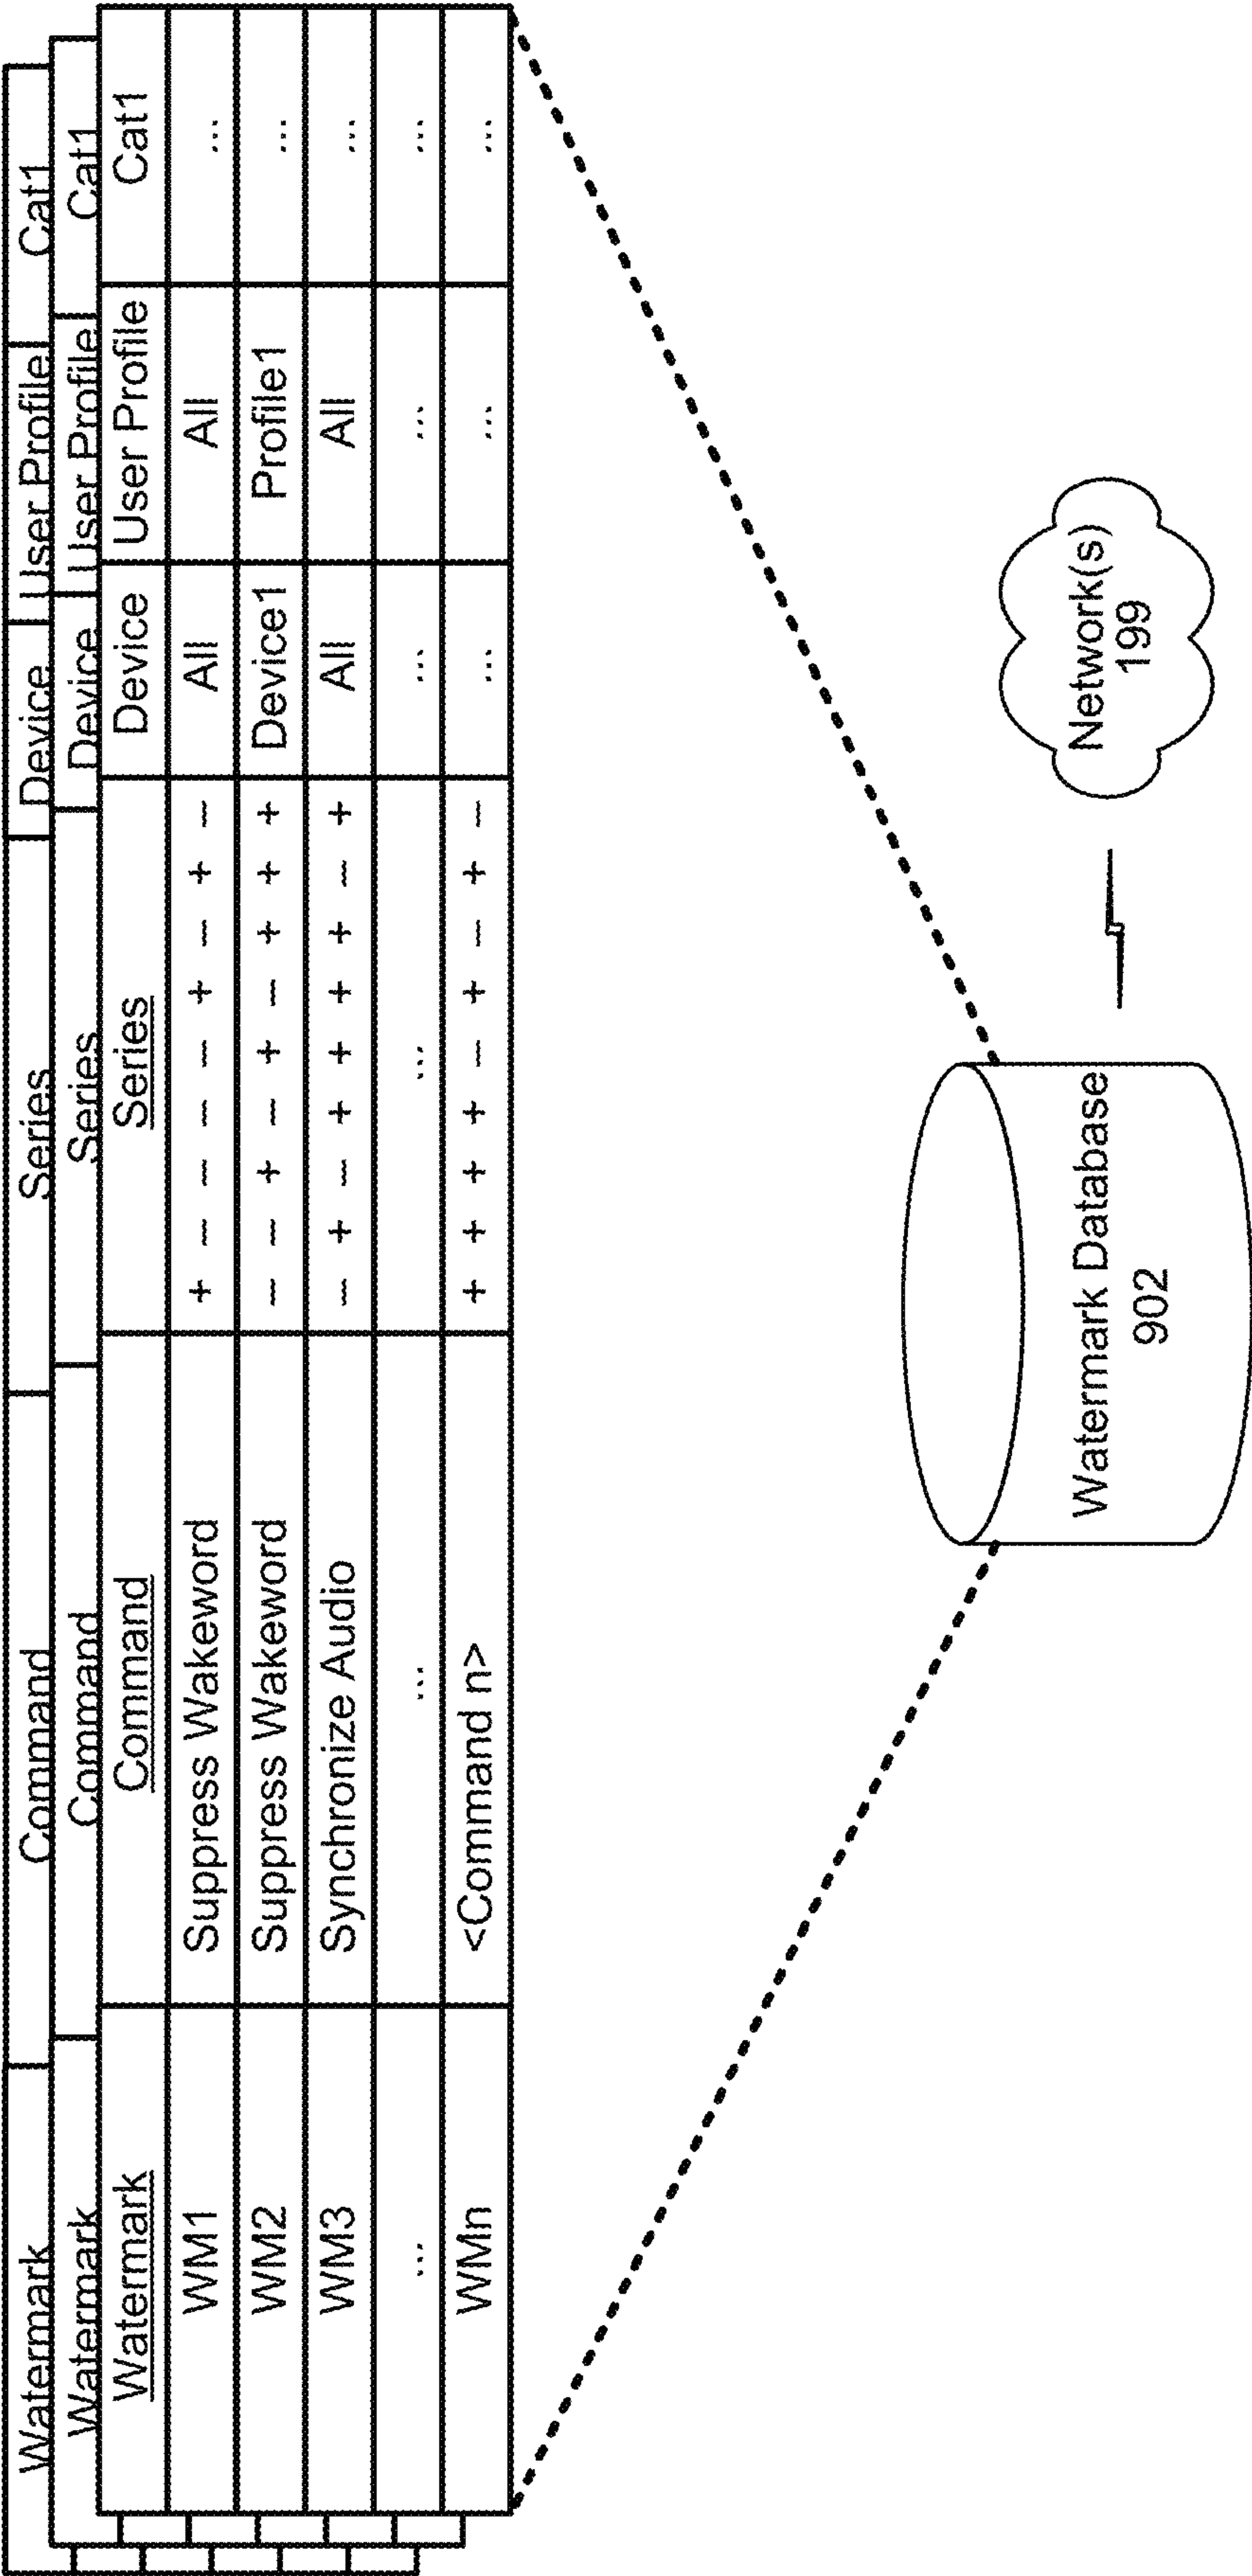 Watermark Command Series Device User Profile Cat1
Watermark Command Series Device User Profile Cat1
Watermark Command Series Device User Profile Cat1
WM1 Suppress Wakeword + − − − − + − + − All All ...
WM2 Suppress Wakeword − − + − + − + + + Device1 Profile1 ...
WM3 Synchronize Audio − + − + + + + − + All All ...
... ... ... ... ... ...
WMn <Command n> + + + + − + − + − ... ... ...
Watermark Database
902
Network(s)
199